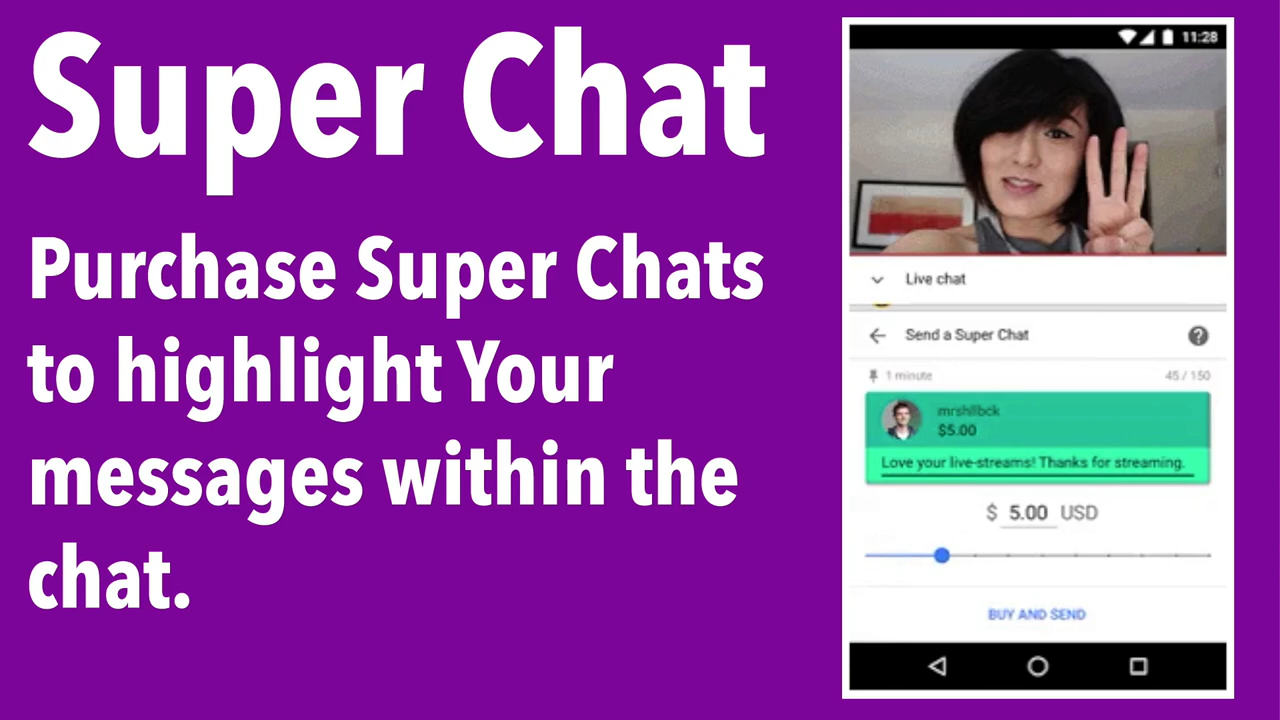 Super Chat
Purchase Super Chats
to highlight Your
messages within the
chat.
11:28
Live chat
Send a Super Chat
1 minute 45 / 150
mrshllbck
$5.00
Love your live-streams! Thanks for streaming.
$ 5.00 USD
BUY AND SEND